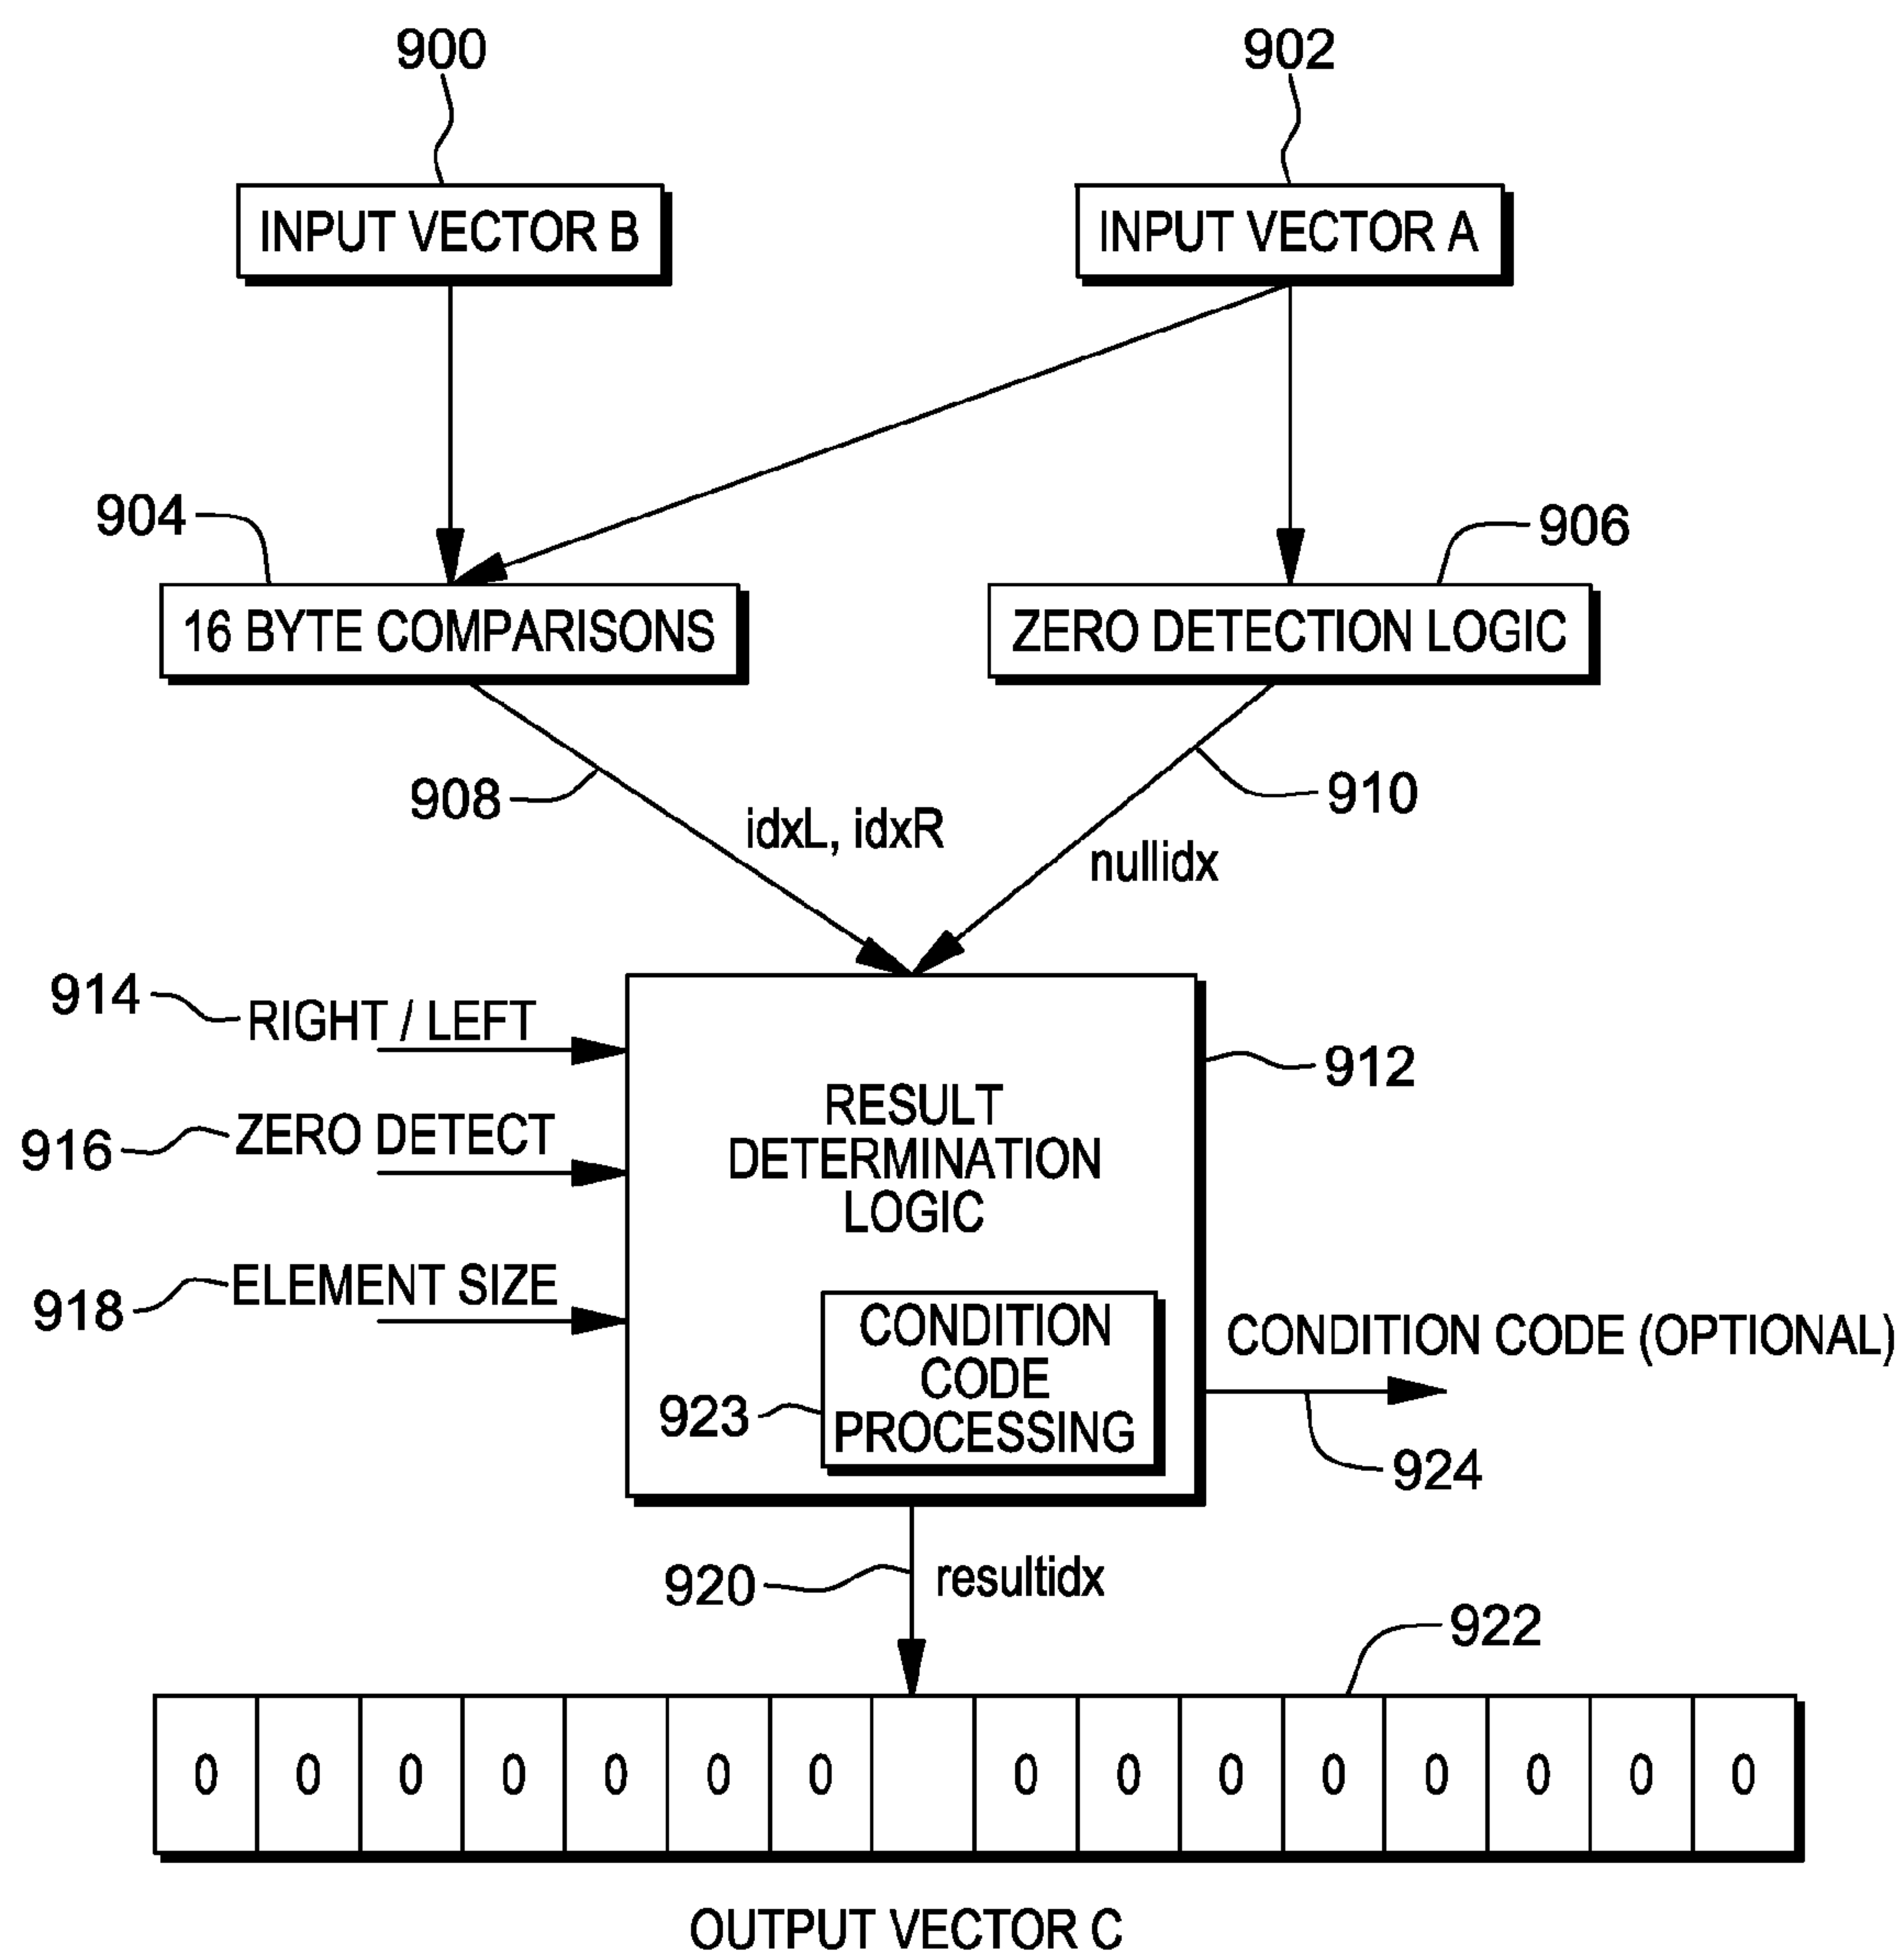 900
902
INPUT VECTOR B
INPUT VECTOR A
904
906
16 BYTE COMPARISONS
ZERO DETECTION LOGIC
908
910
idxL, idxR
nullidx
914
RIGHT / LEFT
912
RESULT
DETERMINATION
LOGIC
916
ZERO DETECT
918
ELEMENT SIZE
CONDITION
CODE
PROCESSING
923
CONDITION CODE (OPTIONAL)
924
920
resultidx
922
0 0 0 0 0 0 0 0 0 0 0 0 0 0 0
OUTPUT VECTOR C